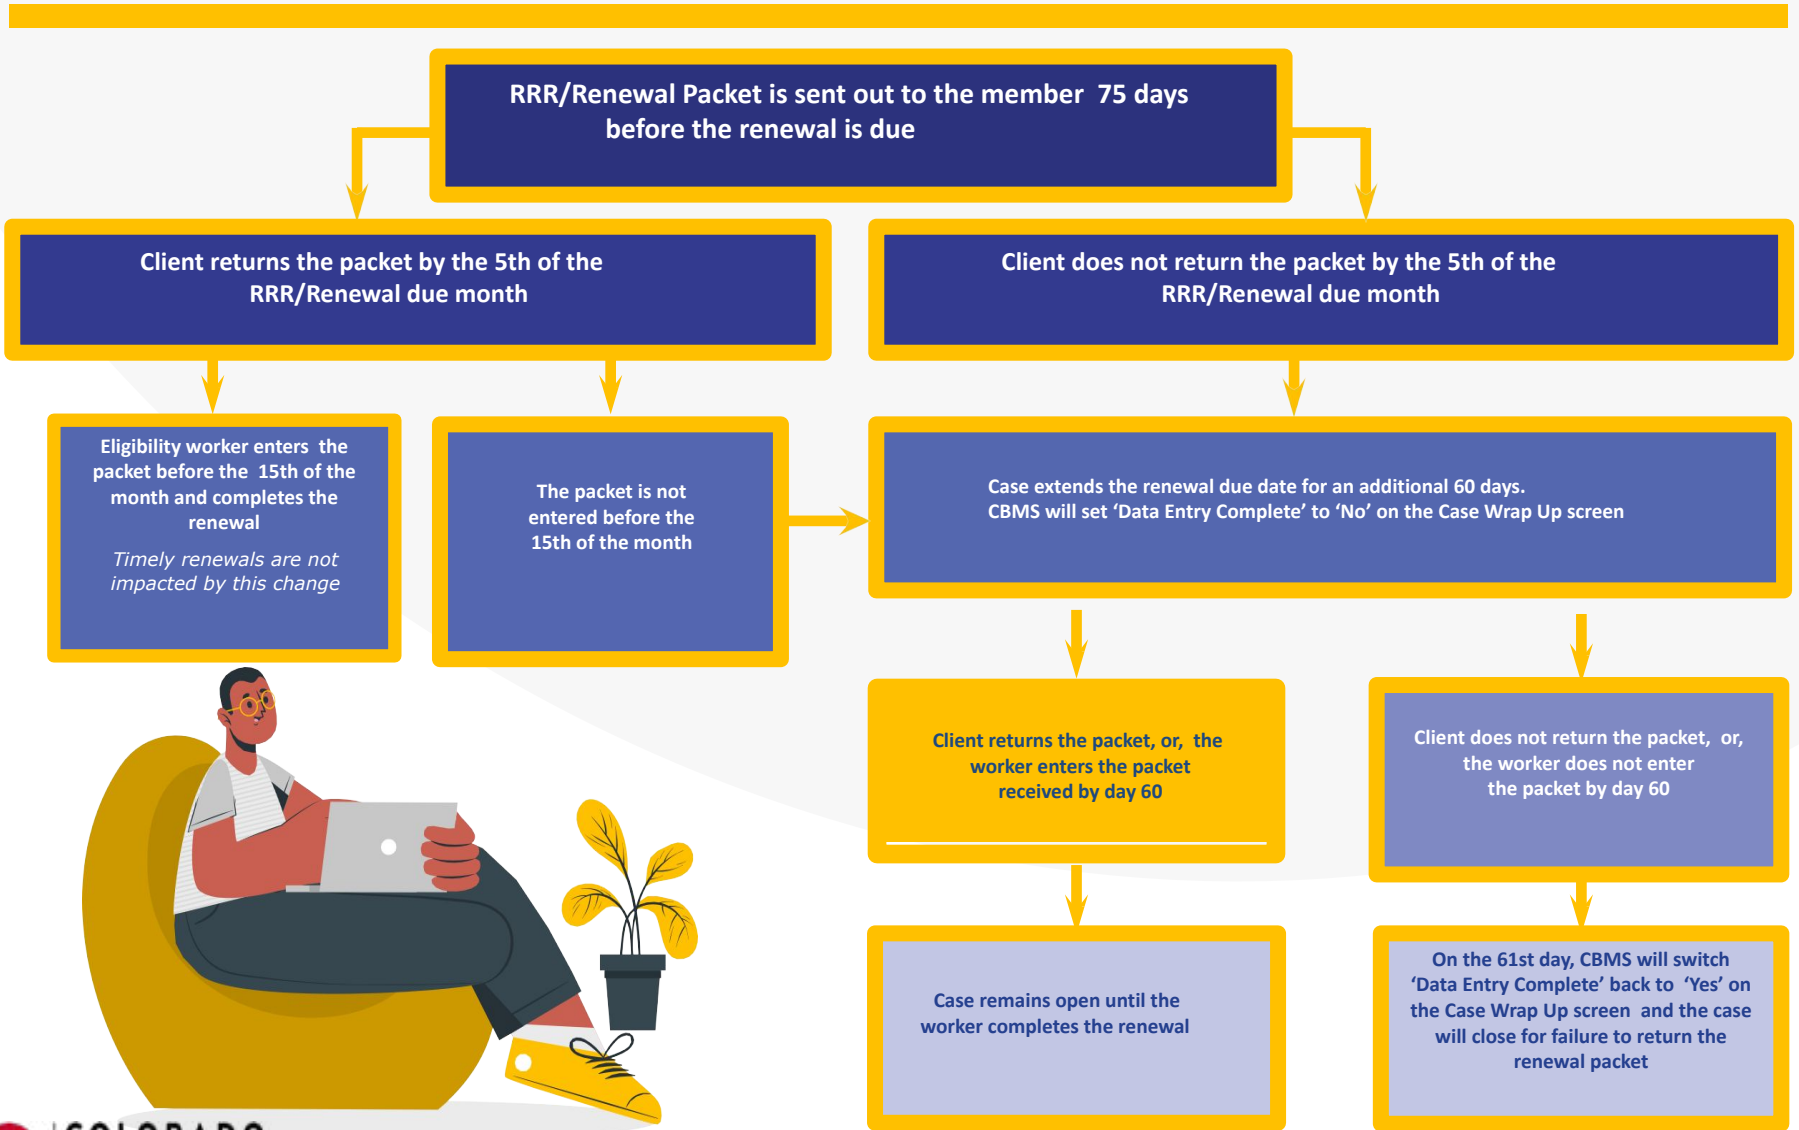 RRR/Renewal Packet is sent out to the member 75 days
before the renewal is due
Client returns the packet by the 5th of the
RRR/Renewal due month
Client does not return the packet by the 5th of the
RRR/Renewal due month
Eligibility worker enters the
packet before the 15th of the
month and completes the
renewal
Timely renewals are not
impacted by this change
The packet is not
entered before the
15th of the month
Case extends the renewal due date for an additional 60 days.
CBMS will set ‘Data Entry Complete’ to ‘No’ on the Case Wrap Up screen
Client returns the packet, or, the
worker enters the packet
received by day 60
Client does not return the packet, or,
the worker does not enter
the packet by day 60
Case remains open until the
worker completes the renewal
On the 61st day, CBMS will switch
‘Data Entry Complete’ back to ‘Yes’ on
the Case Wrap Up screen and the case
will close for failure to return the
renewal packet
COLORADO